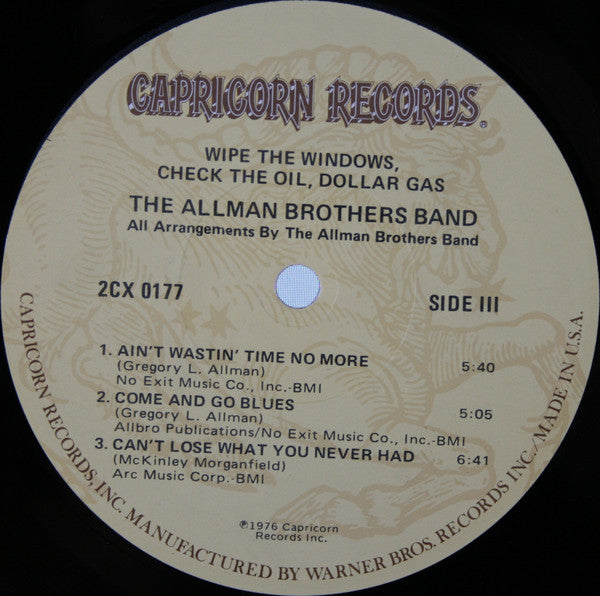 CAPRICORN RECORDS®
WIPE THE WINDOWS,
CHECK THE OIL, DOLLAR GAS
THE ALLMAN BROTHERS BAND
All Arrangements By The Allman Brothers Band
2CX 0177
SIDE III
1. AIN'T WASTIN' TIME NO MORE 5:40
(Gregory L. Allman)
No Exit Music Co., Inc.-BMI
2. COME AND GO BLUES 5:05
(Gregory L. Allman)
Allbro Publications/No Exit Music Co., Inc.-BMI
3. CAN'T LOSE WHAT YOU NEVER HAD 6:41
(McKinley Morganfield)
Arc Music Corp.-BMI
℗1976 Capricorn
Records Inc.
CAPRICORN RECORDS, INC. MANUFACTURED BY WARNER BROS. RECORDS INC./MADE IN U.S.A.